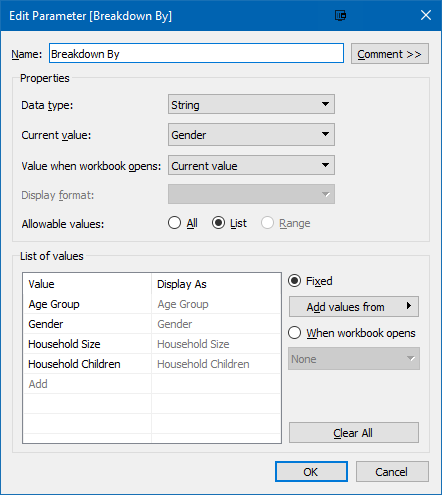 Edit Parameter [Breakdown By]
Name: Breakdown By Comment >>
Properties
Data type: String
Current value: Gender
Value when workbook opens: Current value
Display format:
Allowable values: All List Range
List of values
Value Display As
Age Group Age Group
Gender Gender
Household Size Household Size
Household Children Household Children
Add
Fixed
Add values from
When workbook opens
None
Clear All
OK Cancel